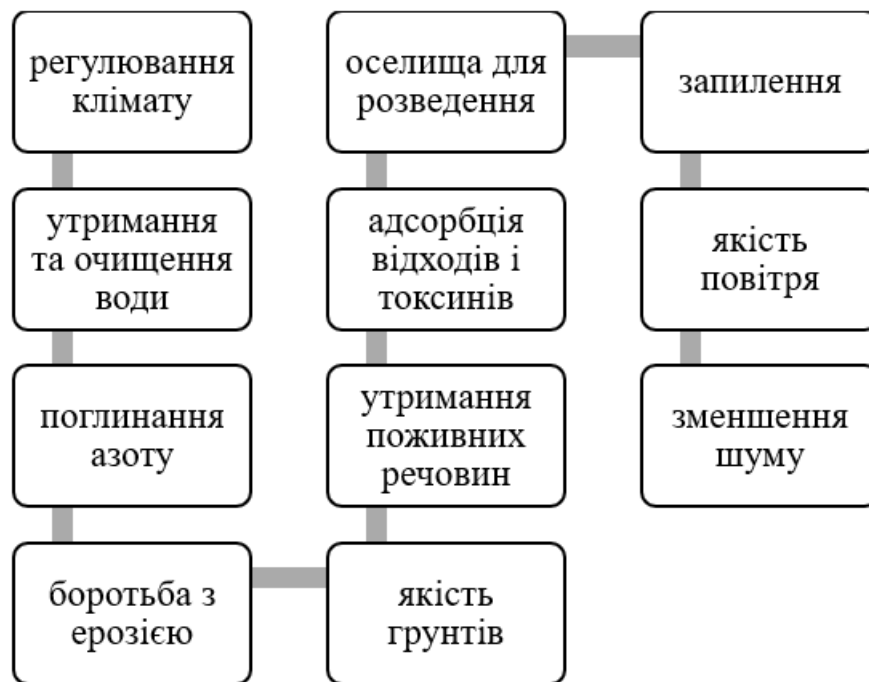 регулювання
клімату
утримання
та очищення
води
поглинання
азоту
боротьба з
ерозією
якість
грунтів
утримання
поживних
речовин
адсорбція
відходів і
токсинів
оселища для
розведення
запилення
якість
повітря
зменшення
шуму